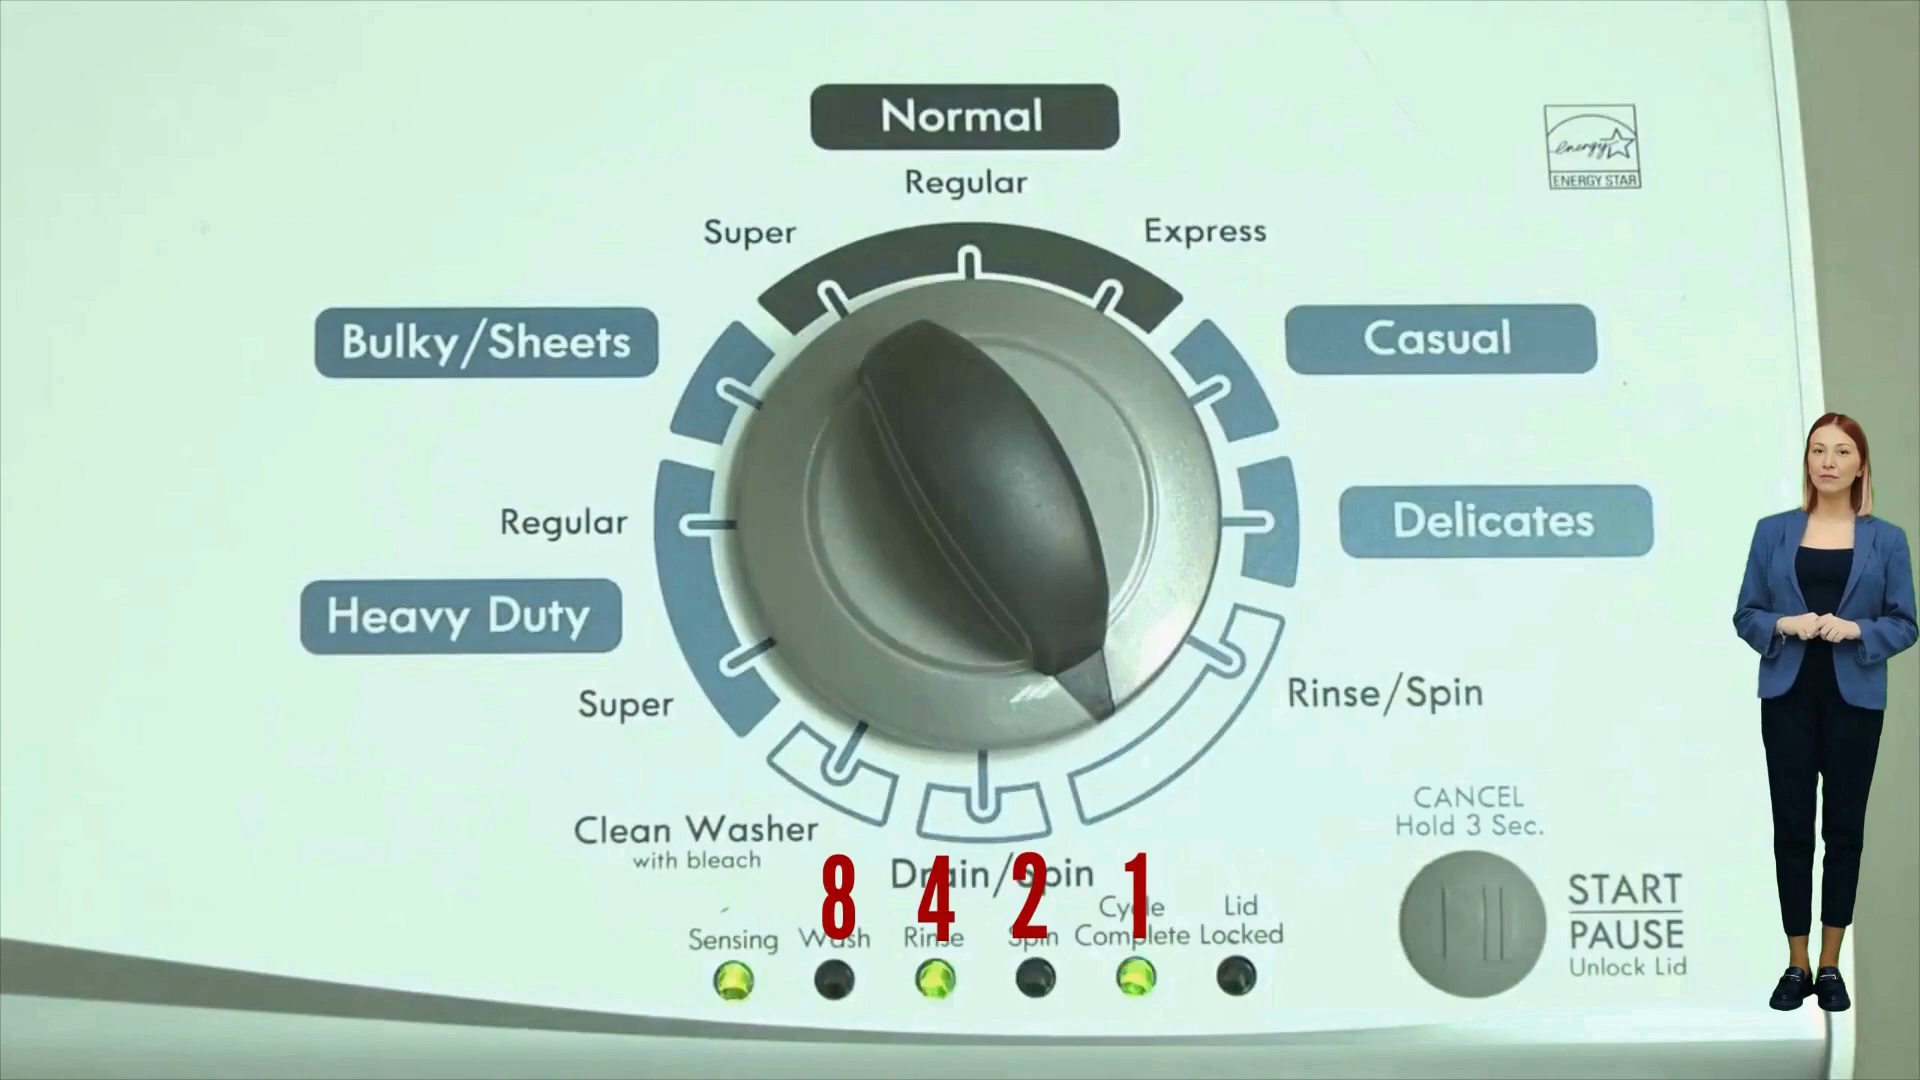 Normal
Regular
Super
Express
energy
ENERGY STAR
Bulky/Sheets
Casual
Regular
Delicates
Heavy Duty
Super
Rinse/Spin
CANCEL
Hold 3 Sec.
Clean Washer
with bleach
Drain/Spin
8 4 2 1
START
PAUSE
Unlock Lid
Sensing
Wash
Rinse
Spin
Cycle
Complete
Lid
Locked